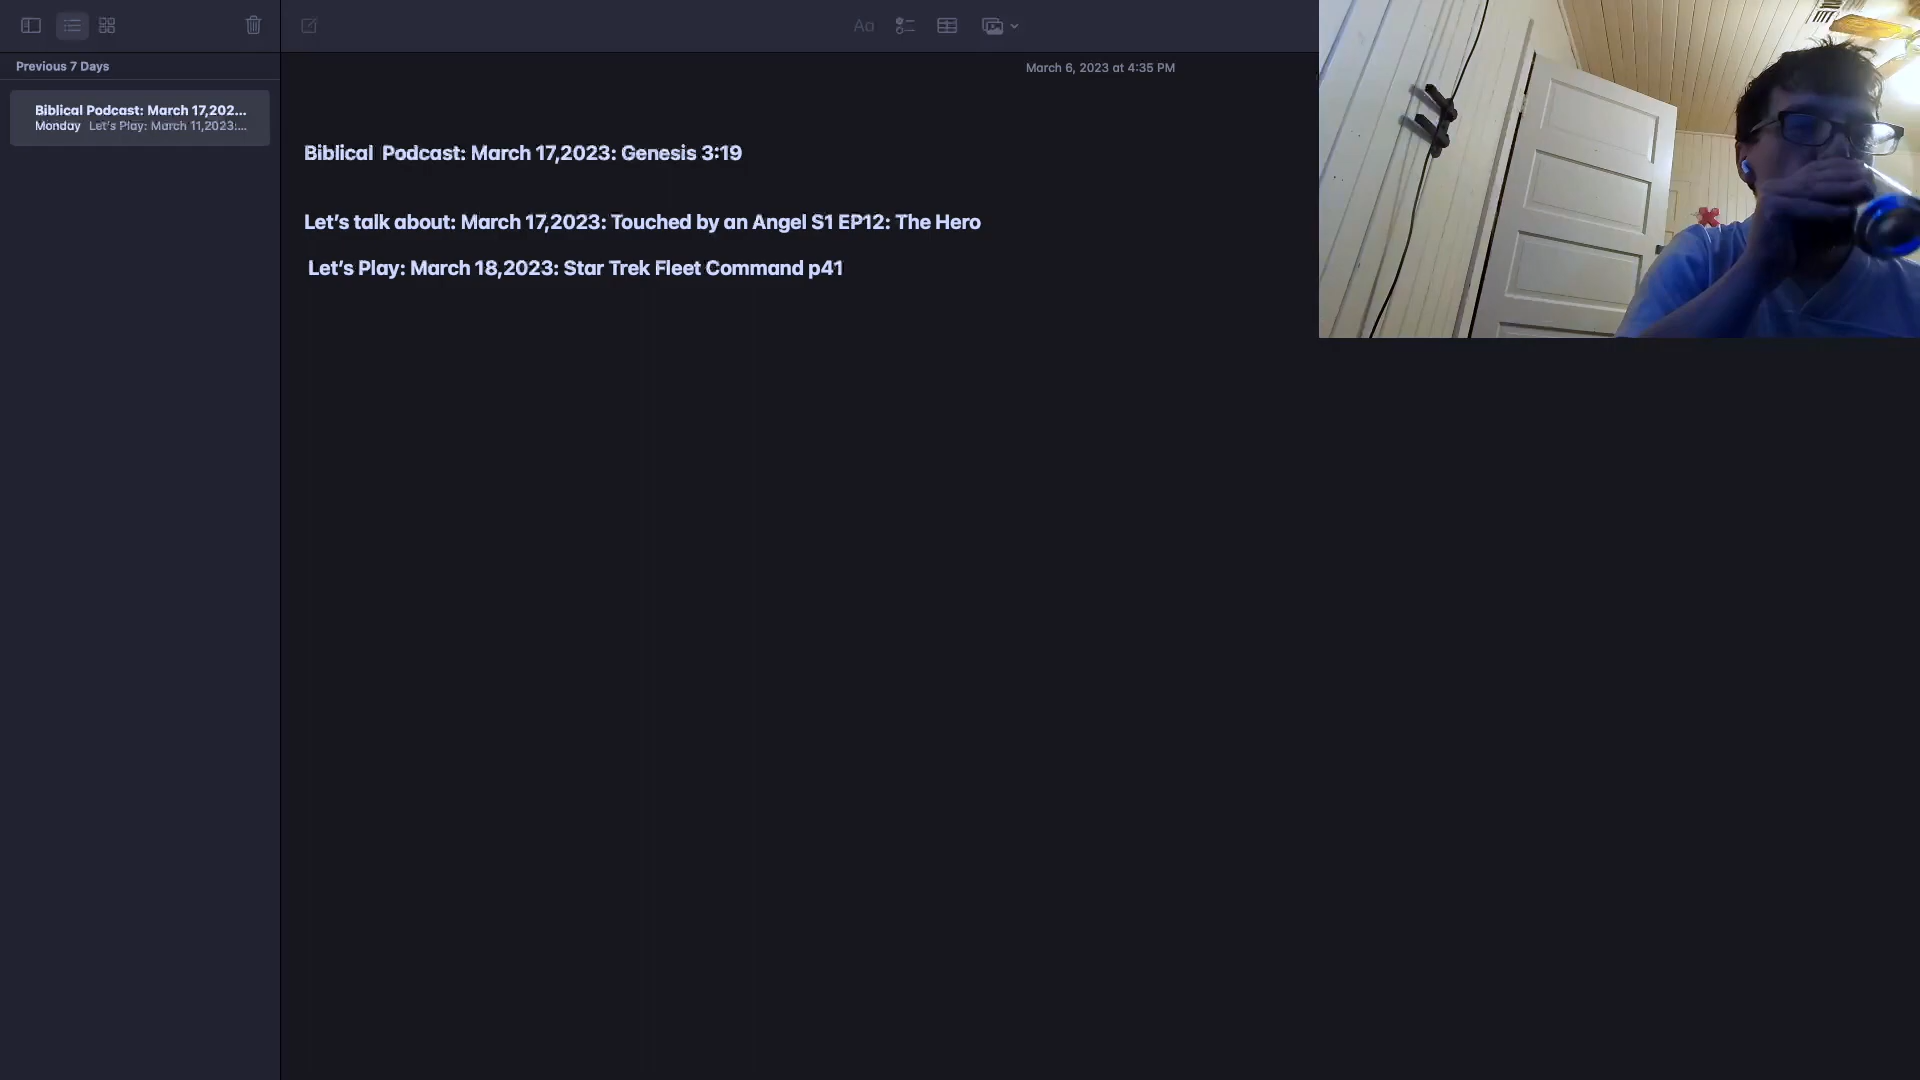 Previous 7 Days
Biblical Podcast: March 17,202...
Monday Let's Play: March 11,2023:...
Aa
March 6, 2023 at 4:35 PM
Biblical  Podcast: March 17,2023: Genesis 3:19
Let’s talk about: March 17,2023: Touched by an Angel S1 EP12: The Hero
Let’s Play: March 18,2023: Star Trek Fleet Command p41